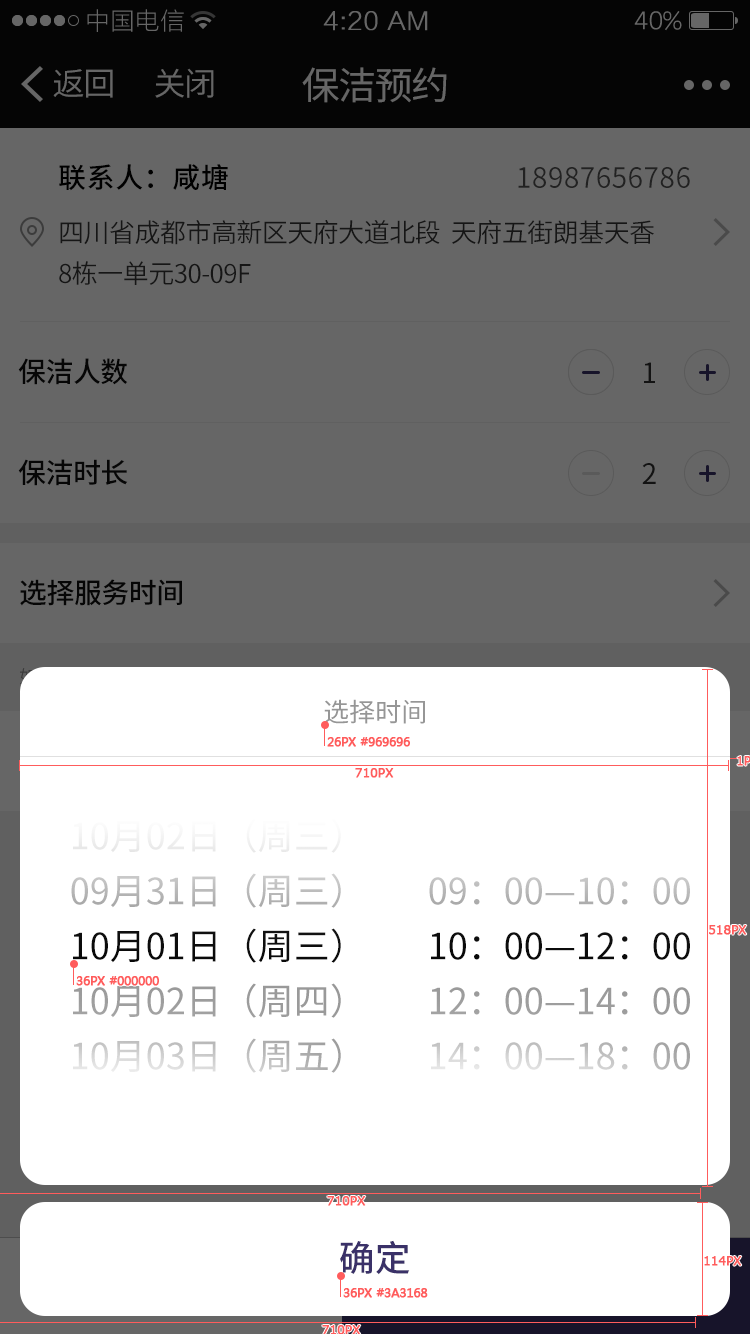 中国电信 4:20 AM 40%
返回 关闭 保洁预约
联系人：咸塘 18987656786
四川省成都市高新区天府大道北段 天府五街朗基天香
8栋一单元30-09F
保洁人数 1
保洁时长 2
选择服务时间
选择时间
26PX #969696
710PX
10月02日（周三）
09月31日（周三） 09：00—10：00
518PX
10月01日（周三） 10：00—12：00
36PX #000000
10月02日（周四） 12：00—14：00
10月03日（周五） 14：00—18：00
710PX
确定
114PX
36PX #3A3168
710PX